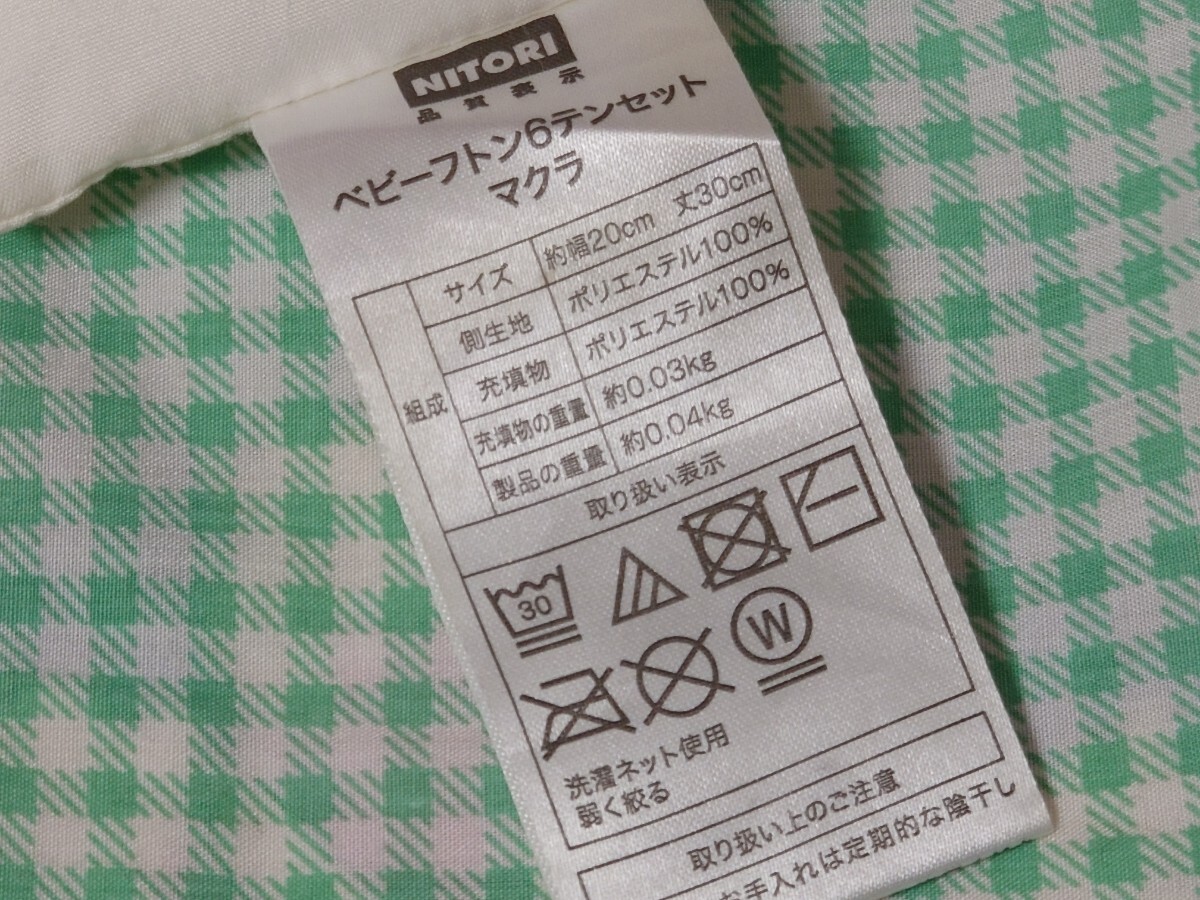 NITORI
品質表示
ベビーフトン6テンセット
マクラ
組成
サイズ 約幅20cm 丈30cm
側生地 ポリエステル100%
充填物 ポリエステル100%
充填物の重量 約0.03kg
製品の重量 約0.04kg
取り扱い表示
30
W
洗濯ネット使用
弱く絞る
取り扱い上のご注意
お手入れは定期的な陰干し